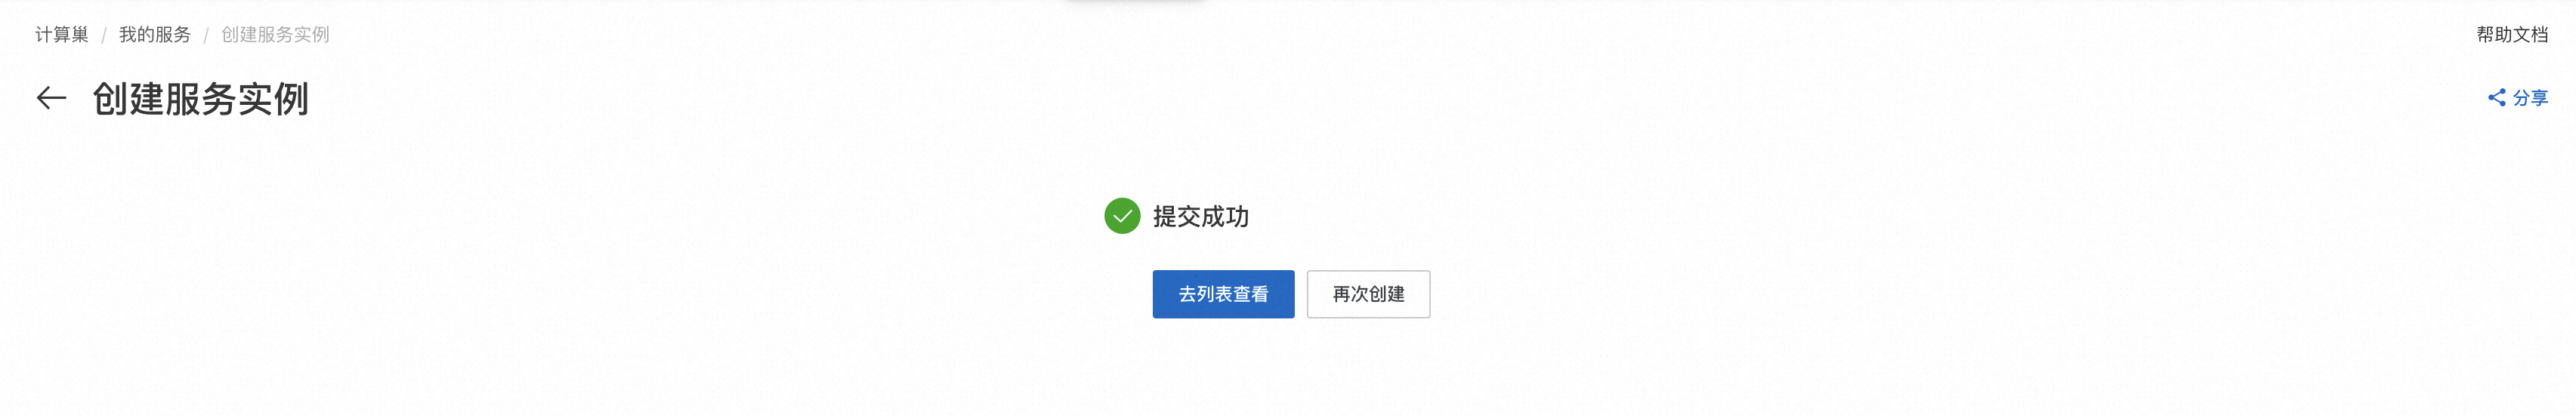 计算巢 / 我的服务 / 创建服务实例
帮助文档
← 创建服务实例
分享
提交成功
去列表查看
再次创建